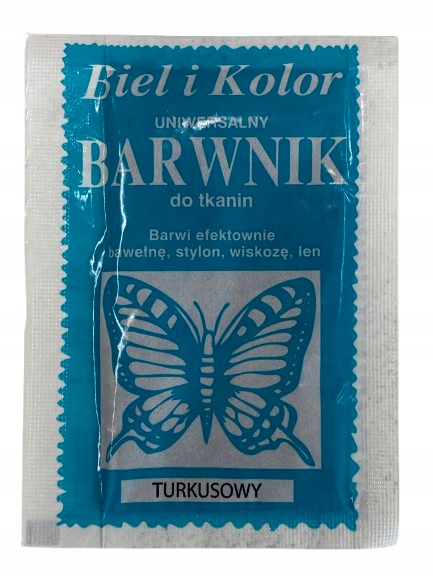 Biel i Kolor
UNIWERSALNY
BARWNIK
do tkanin
Barwi efektownie
bawełnę, stylon, wiskozę, len
TURKUSOWY